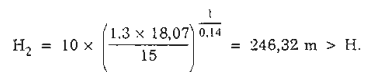 H₂ = 10 × (1.3 × 18,07 / 15)^(1 / 0,14) = 246,32 m > H.